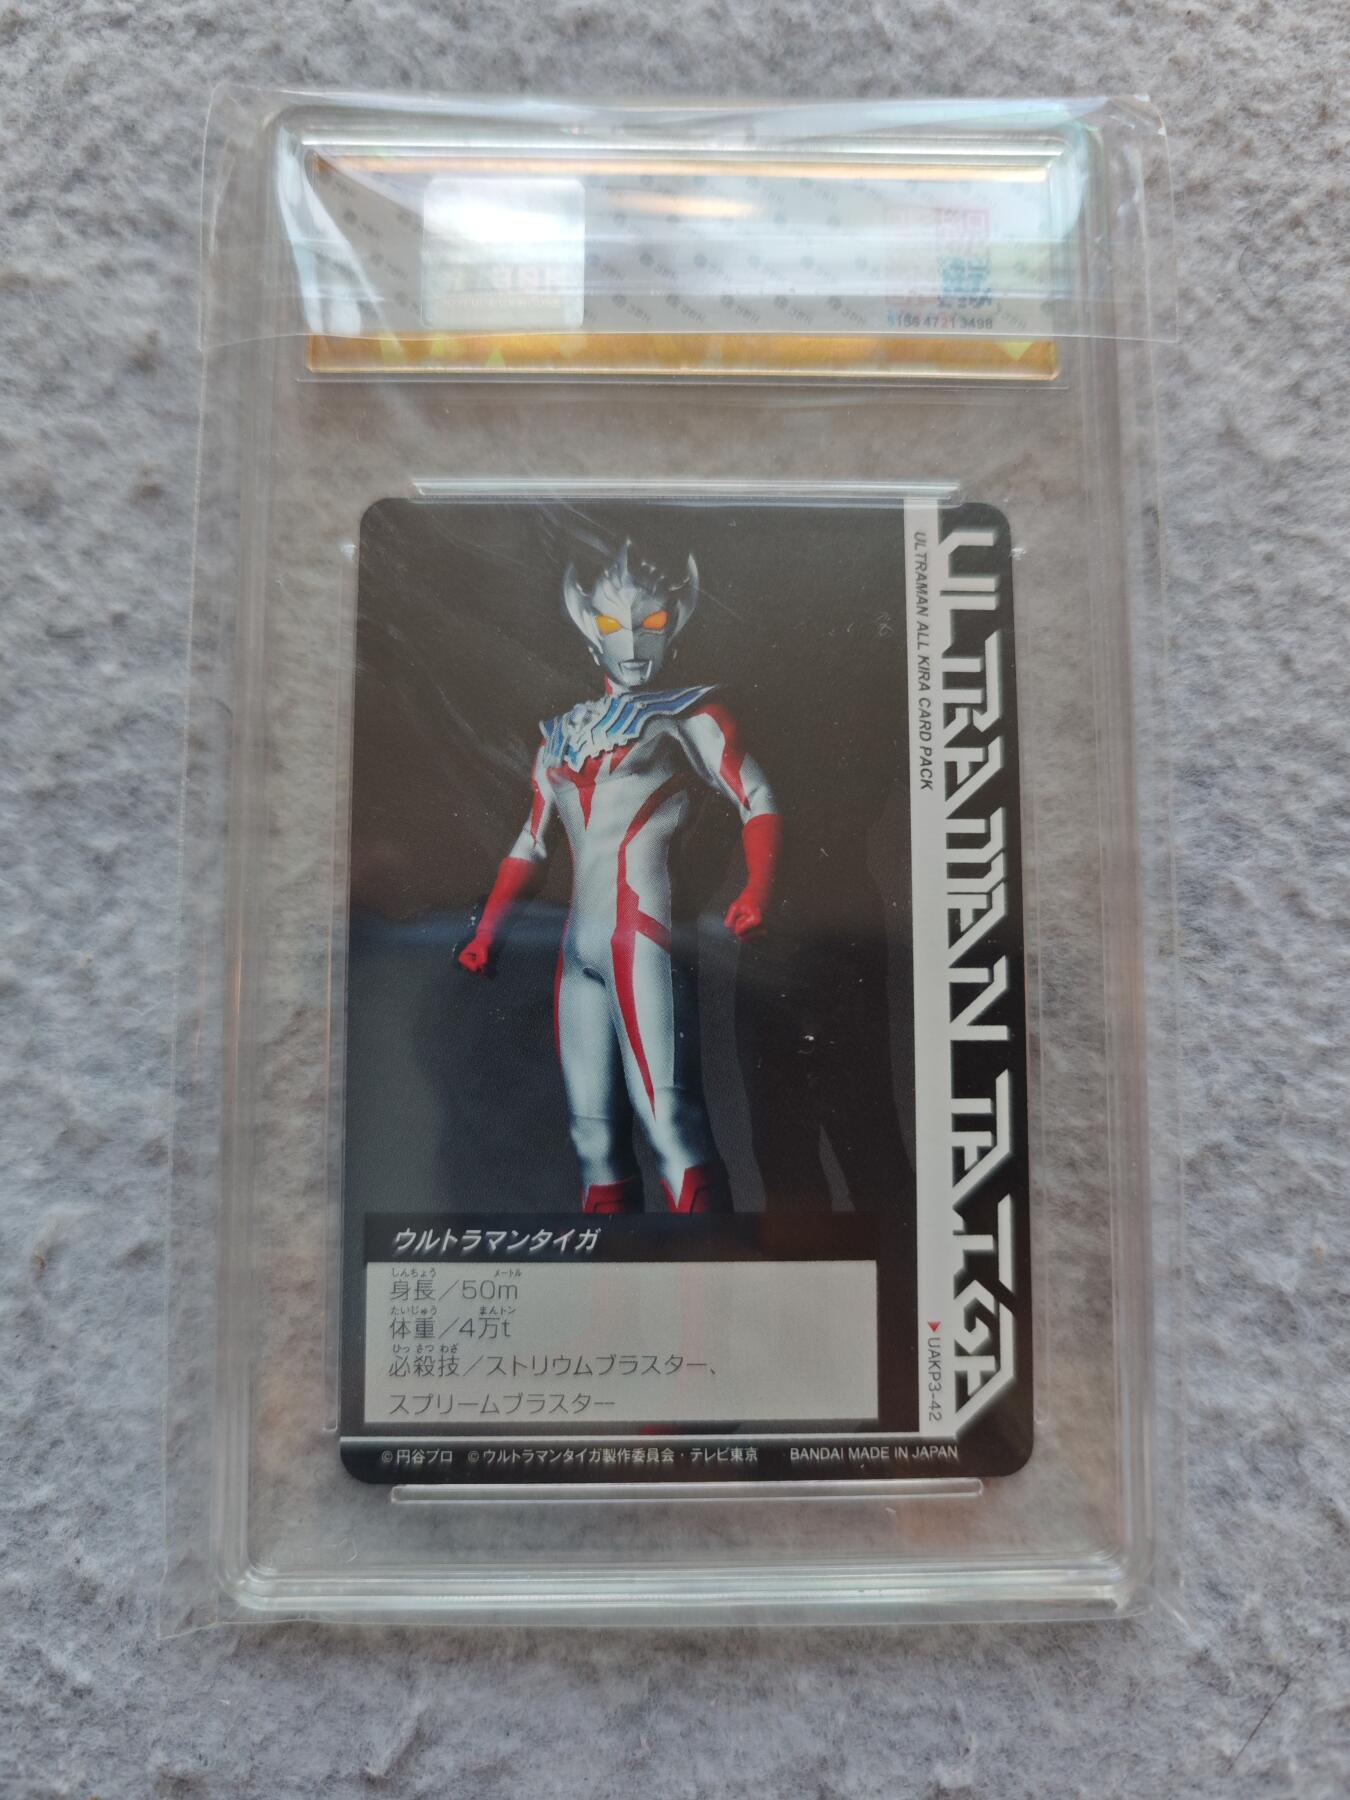 5156 4721 3498
ULTRAMAN TAIGA
ULTRAMAN ALL KIRA CARD PACK
UAKP3-42
ウルトラマンタイガ
しんちょう メートル
身長/50m
たいじゅう まんトン
体重/4万t
ひっ さつ わざ
必殺技/ストリウムブラスター、
スプリームブラスター
©円谷プロ ©ウルトラマンタイガ製作委員会・テレビ東京 BANDAI MADE IN JAPAN